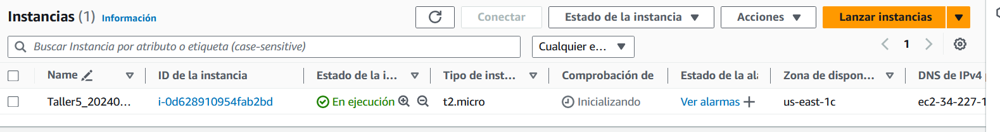 Instancias (1) Información Conectar Estado de la instancia Acciones Lanzar instancias
Buscar Instancia por atributo o etiqueta (case-sensitive) Cualquier e... 1
Name ID de la instancia Estado de la i... Tipo de inst... Comprobación de Estado de la ala Zona de dispon... DNS de IPv4 p
Taller5_20240... i-0d628910954fab2bd En ejecución t2.micro Inicializando Ver alarmas us-east-1c ec2-34-227-1